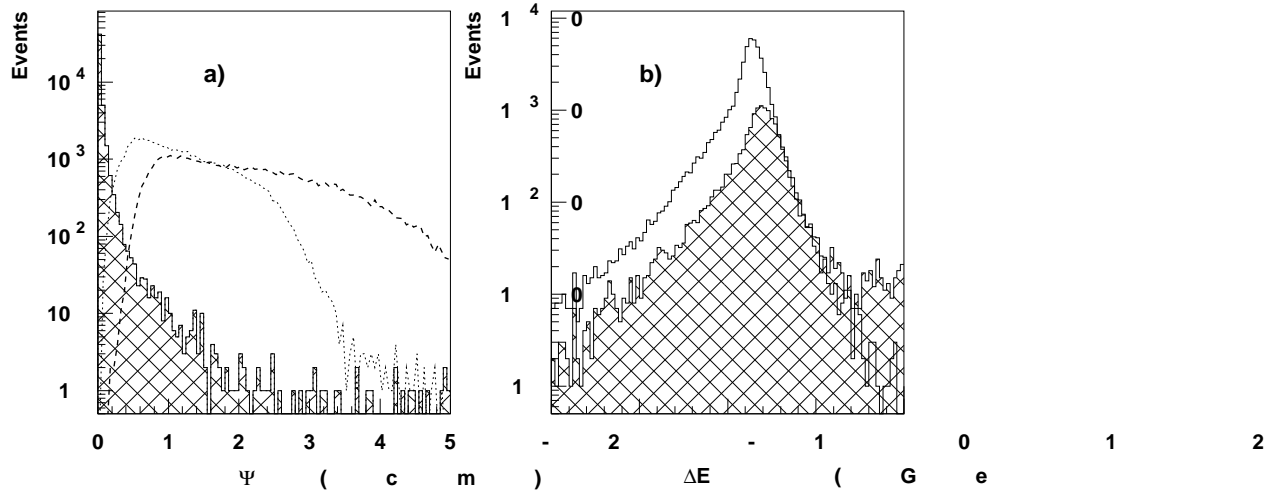 Events
10 4
10 3
10 2
10
1
a)
0 1 2 3 4 5
Ψ ( c m )
Events
1 4 0
1 3 0
1 2 0
1 0
1
b)
- 2 - 1 0 1 2
ΔE ( G e